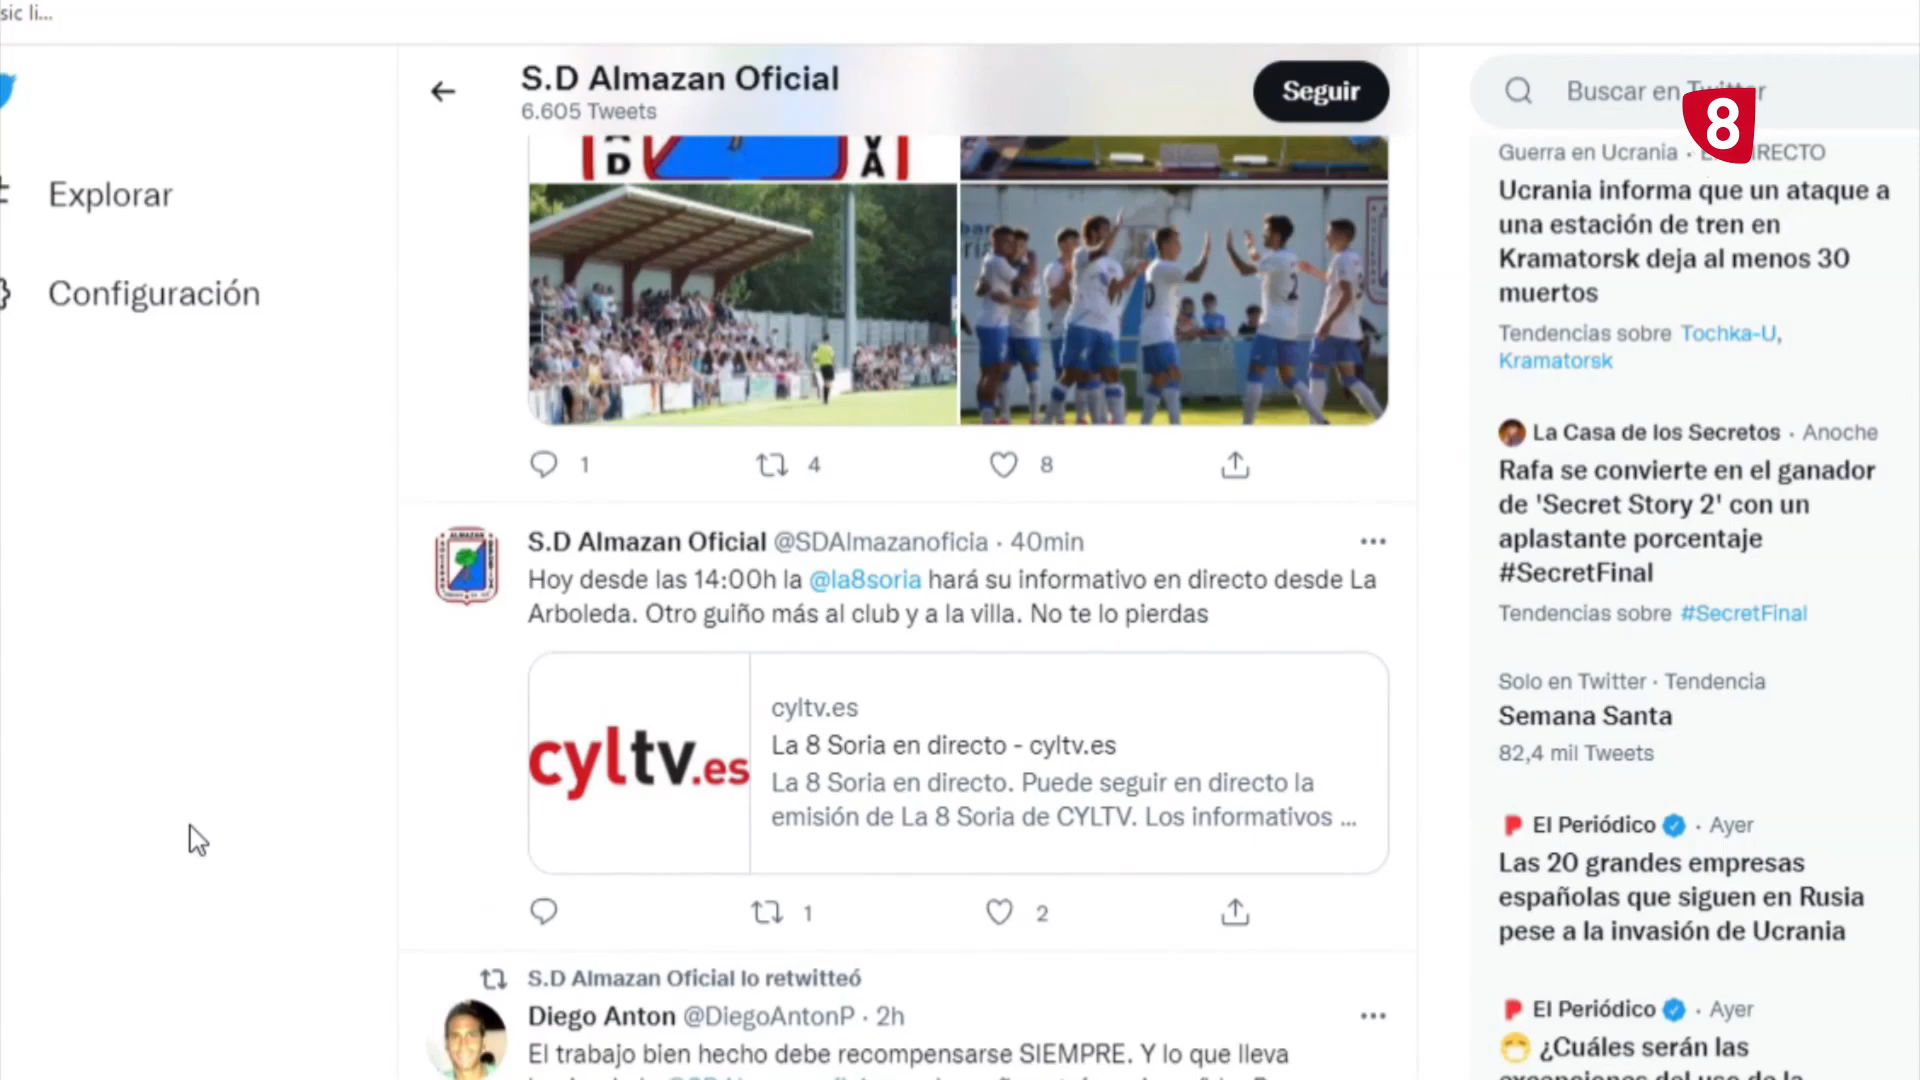 sic li...
S.D Almazan Oficial
6.605 Tweets
Seguir
Buscar en Twitter
8
Explorar
Configuración
1
4
8
S.D Almazan Oficial @SDAlmazanoficia · 40min
Hoy desde las 14:00h la @la8soria hará su informativo en directo desde La
Arboleda. Otro guiño más al club y a la villa. No te lo pierdas
cyltv.es
cyltv.es
La 8 Soria en directo - cyltv.es
La 8 Soria en directo. Puede seguir en directo la
emisión de La 8 Soria de CYLTV. Los informativos ...
1
2
S.D Almazan Oficial lo retwitteó
Diego Anton @DiegoAntonP · 2h
El trabajo bien hecho debe recompensarse SIEMPRE. Y lo que lleva
Guerra en Ucrania ·
Ucrania informa que un ataque a
una estación de tren en
Kramatorsk deja al menos 30
muertos
Tendencias sobre Tochka-U,
Kramatorsk
La Casa de los Secretos · Anoche
Rafa se convierte en el ganador
de 'Secret Story 2' con un
aplastante porcentaje
#SecretFinal
Tendencias sobre #SecretFinal
Solo en Twitter · Tendencia
Semana Santa
82,4 mil Tweets
El Periódico · Ayer
Las 20 grandes empresas
españolas que siguen en Rusia
pese a la invasión de Ucrania
El Periódico · Ayer
¿Cuáles serán las